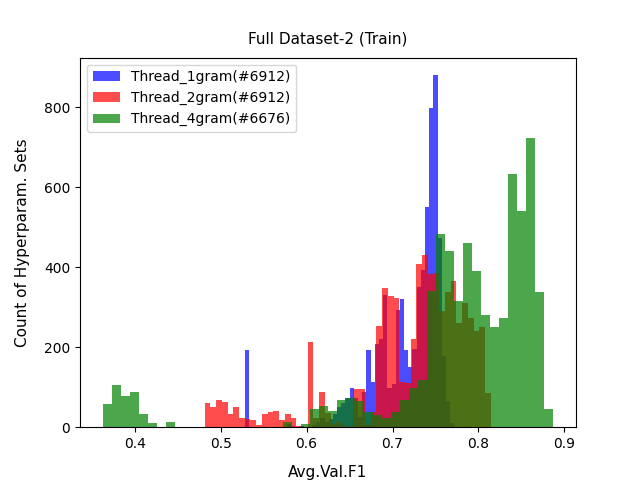 Full Dataset-2 (Train)
Thread_1gram(#6912)
Thread_2gram(#6912)
Thread_4gram(#6676)
Count of Hyperparam. Sets
800
600
400
200
0
0.4 0.5 0.6 0.7 0.8 0.9
Avg.Val.F1